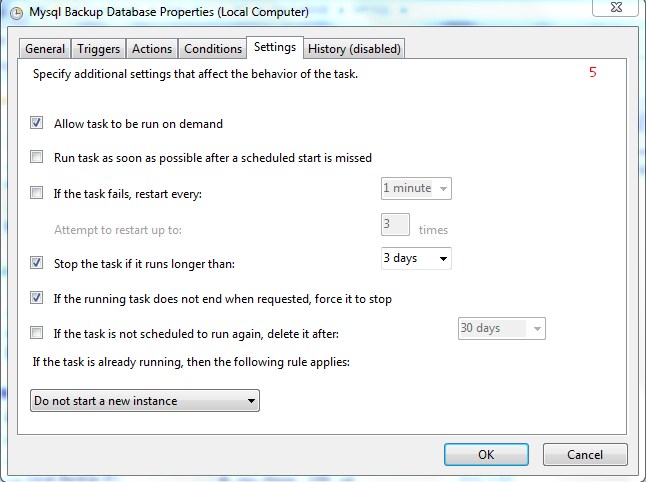 Mysql Backup Database Properties (Local Computer)
General Triggers Actions Conditions Settings History (disabled)
Specify additional settings that affect the behavior of the task. 5
Allow task to be run on demand
Run task as soon as possible after a scheduled start is missed
If the task fails, restart every: 1 minute
Attempt to restart up to: 3 times
Stop the task if it runs longer than: 3 days
If the running task does not end when requested, force it to stop
If the task is not scheduled to run again, delete it after: 30 days
If the task is already running, then the following rule applies:
Do not start a new instance
OK Cancel